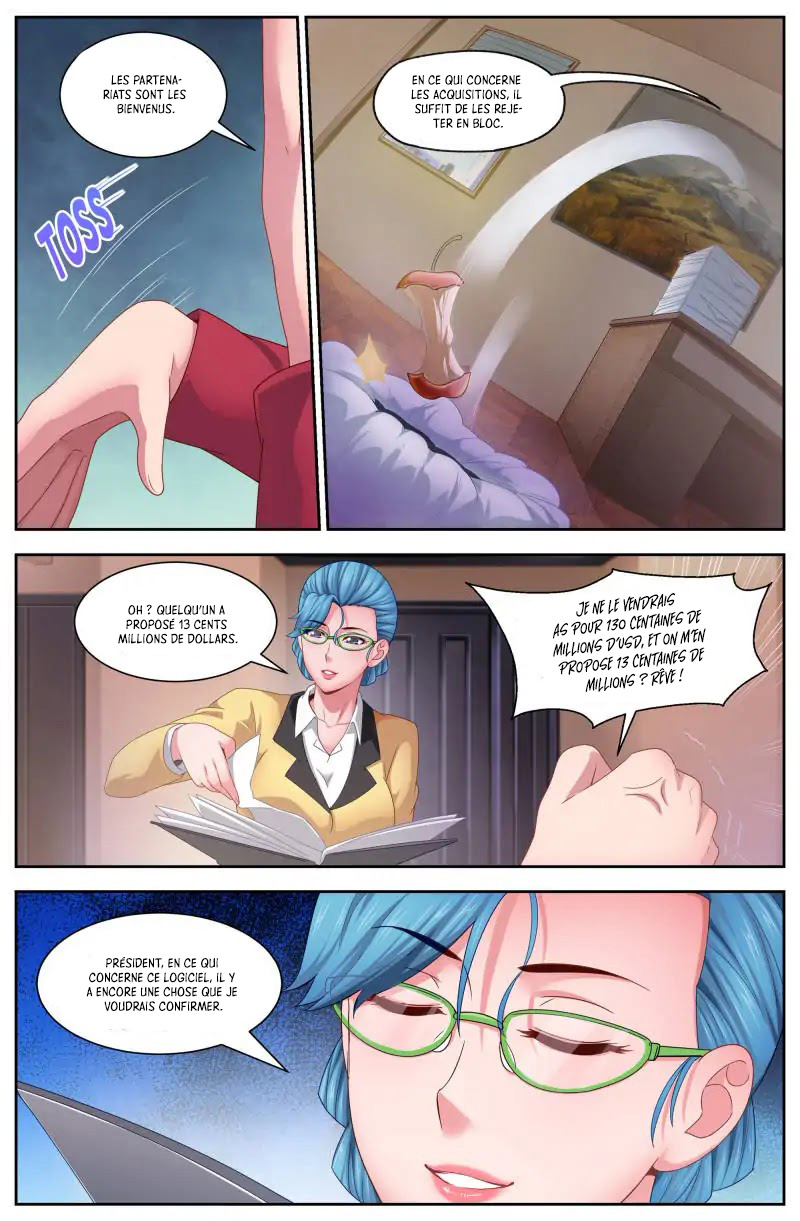 LES PARTENA-
RIATS SONT LES
BIENVENUS.
TOSS
EN CE QUI CONCERNE
LES ACQUISITIONS, IL
SUFFIT DE LES REJE-
TER EN BLOC.
OH ? QUELQU'UN A
PROPOSÉ 13 CENTS
MILLIONS DE DOLLARS.
JE NE LE VENDRAIS
AS POUR 130 CENTAINES DE
MILLIONS D'USD, ET ON M'EN
PROPOSE 13 CENTAINES DE
MILLIONS ? RÊVE !
PRÉSIDENT, EN CE QUI
CONCERNE CE LOGICIEL, IL Y
A ENCORE UNE CHOSE QUE JE
VOUDRAIS CONFIRMER.